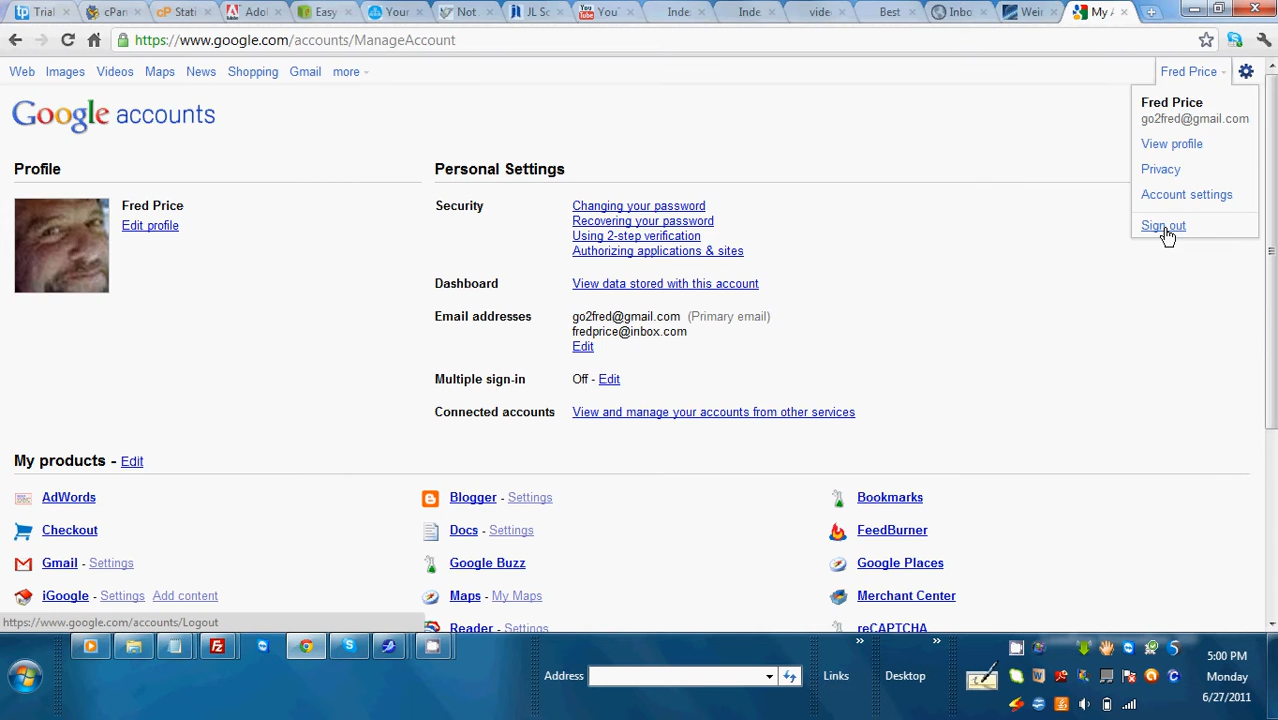 Trial
cPan
Stati
Adol
Easy
Your
Not
JL Sc
You'
Inde
Inde
vide
Best
Inbo
Wein
My A
https://www.google.com/accounts/ManageAccount
Web Images Videos Maps News Shopping Gmail more
Fred Price
Google accounts
Fred Price
go2fred@gmail.com
View profile
Privacy
Account settings
Sign out
Profile
Fred Price
Edit profile
Personal Settings
Security
Changing your password
Recovering your password
Using 2-step verification
Authorizing applications & sites
Dashboard View data stored with this account
Email addresses go2fred@gmail.com (Primary email)
fredprice@inbox.com
Edit
Multiple sign-in Off - Edit
Connected accounts View and manage your accounts from other services
My products - Edit
AdWords Blogger - Settings Bookmarks
Checkout Docs - Settings FeedBurner
Gmail - Settings Google Buzz Google Places
iGoogle - Settings Add content Maps - My Maps Merchant Center
Reader - Settings reCAPTCHA
https://www.google.com/accounts/Logout
Address
Links
Desktop
5:00 PM
Monday
6/27/2011